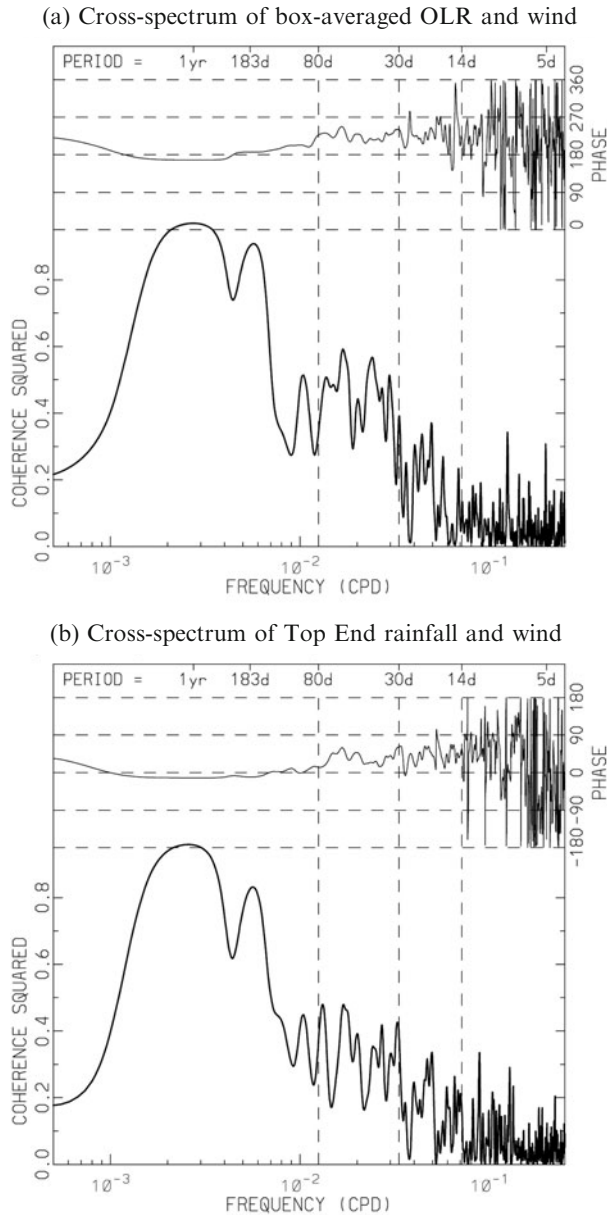 (a) Cross-spectrum of box-averaged OLR and wind
PERIOD = 1yr 183d 80d 30d 14d 5d
360
270
180
90
0
PHASE
0.8
0.6
0.4
0.2
0.0
COHERENCE SQUARED
10-3 10-2 10-1
FREQUENCY (CPD)
(b) Cross-spectrum of Top End rainfall and wind
PERIOD = 1yr 183d 80d 30d 14d 5d
180
90
0
-90
-180
PHASE
0.8
0.6
0.4
0.2
0.0
COHERENCE SQUARED
10-3 10-2 10-1
FREQUENCY (CPD)